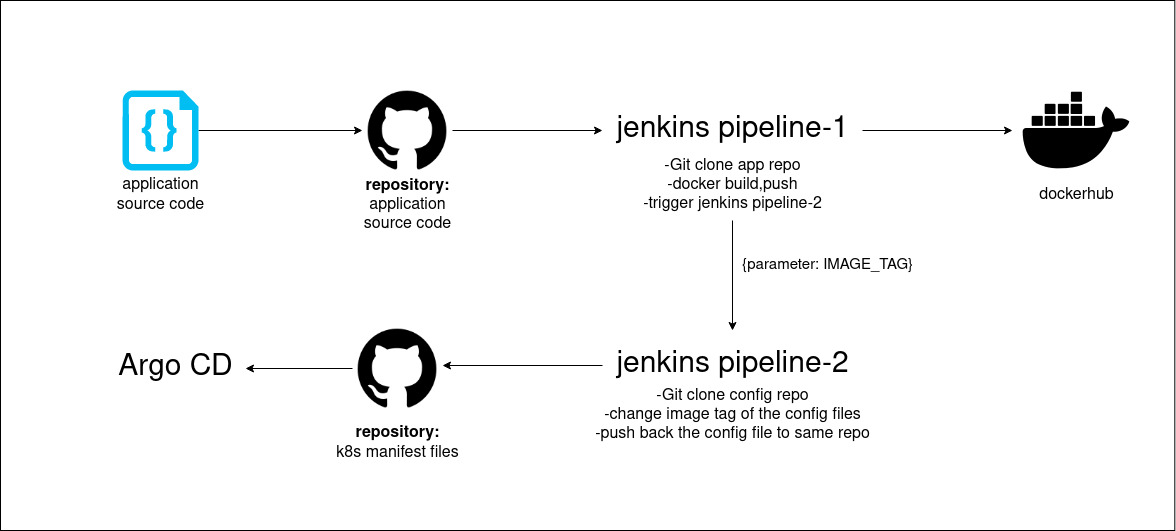 application
source code
repository:
application
source code
jenkins pipeline-1
-Git clone app repo
-docker build,push
-trigger jenkins pipeline-2
dockerhub
{parameter: IMAGE_TAG}
Argo CD
repository:
k8s manifest files
jenkins pipeline-2
-Git clone config repo
-change image tag of the config files
-push back the config file to same repo